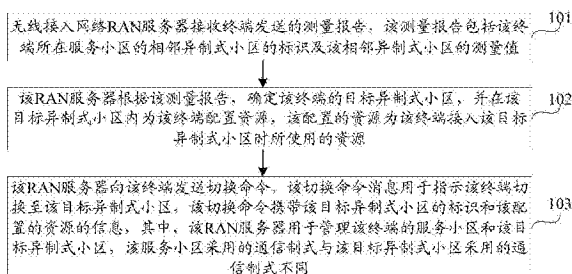 无线接入网络RAN服务器接收终端发送的测量报告，该测量报告包括该终
端所在服务小区的相邻异制式小区的标识及该相邻异制式小区的测量值
101
该RAN服务器根据该测量报告，确定该终端的目标异制式小区，并在该
目标异制式小区内为该终端配置资源，该配置的资源为该终端接入该目标
异制式小区时所使用的资源
102
该RAN服务器向该终端发送切换命令，该切换命令消息用于指示该终端切
换至该目标异制式小区，该切换命令携带该目标异制式小区的标识和该配
置的资源的信息，其中，该RAN服务器用于管理该终端的服务小区和该目
标异制式小区，该服务小区采用的通信制式与该目标异制式小区采用的通
信制式不同
103